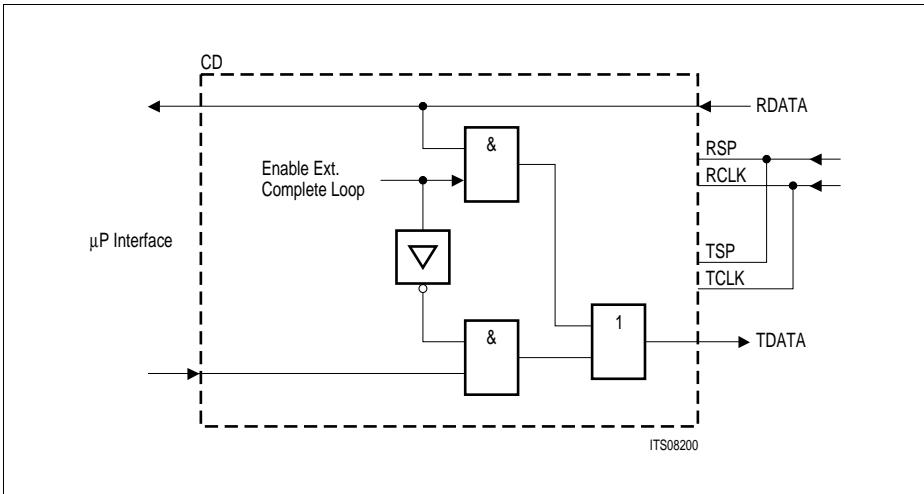 CD
RDATA
RSP
RCLK
&
Enable Ext.
Complete Loop
µP Interface
TSP
TCLK
&
1
TDATA
ITS08200